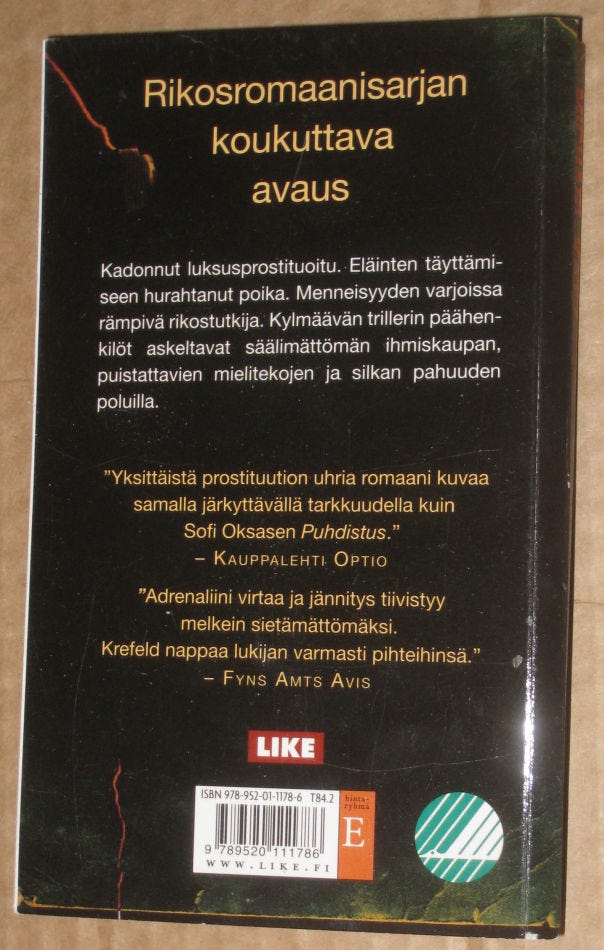 Rikosromaanisarjan
koukuttava
avaus
Kadonnut luksusprostituoitu. Eläinten täyttämi-
seen hurahtanut poika. Menneisyyden varjoissa
rämpivä rikostutkija. Kylmäävän trillerin päähen-
kilöt askeltavat säälimättömän ihmiskaupan,
puistattavien mielitekojen ja silkan pahuuden
poluilla.
”Yksittäistä prostituution uhria romaani kuvaa
samalla järkyttävällä tarkkuudella kuin
Sofi Oksasen Puhdistus.”
– KAUPPALEHTI OPTIO
”Adrenaliini virtaa ja jännitys tiivistyy
melkein sietämättömäksi.
Krefeld nappaa lukijan varmasti pihteihinsä.”
– FYNS AMTS AVIS
LIKE
ISBN 978-952-01-1178-6 T84.2
hinta-
ryhmä
E
9 789520 111786
WWW.LIKE.FI